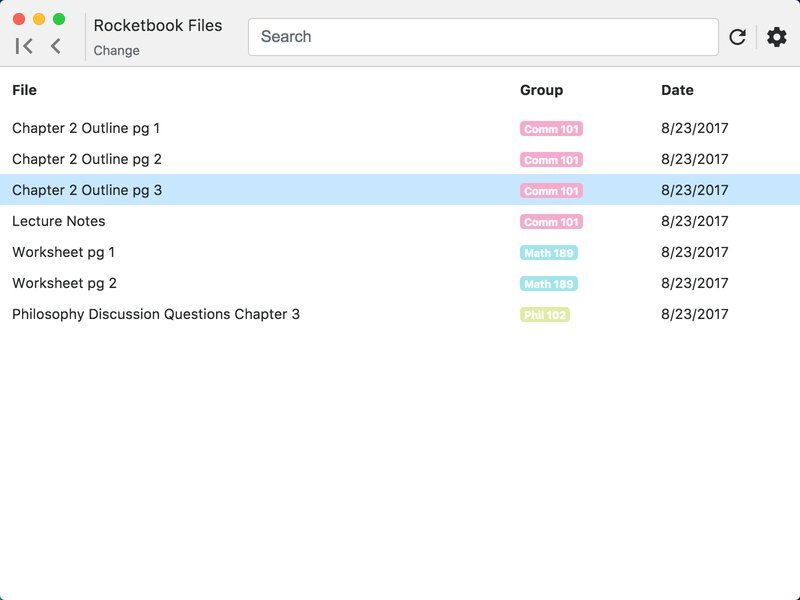 Rocketbook Files
Change
Search
File Group Date
Chapter 2 Outline pg 1 Comm 101 8/23/2017
Chapter 2 Outline pg 2 Comm 101 8/23/2017
Chapter 2 Outline pg 3 Comm 101 8/23/2017
Lecture Notes Comm 101 8/23/2017
Worksheet pg 1 Math 189 8/23/2017
Worksheet pg 2 Math 189 8/23/2017
Philosophy Discussion Questions Chapter 3 Phil 102 8/23/2017